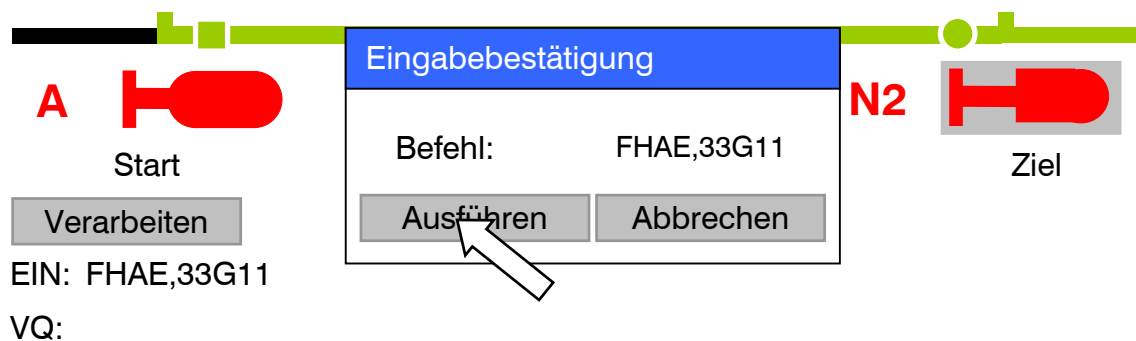 Eingabebestätigung
A
N2
Befehl: FHAE,33G11
Start
Ziel
Ausführen Abbrechen
Verarbeiten
EIN: FHAE,33G11
VQ: